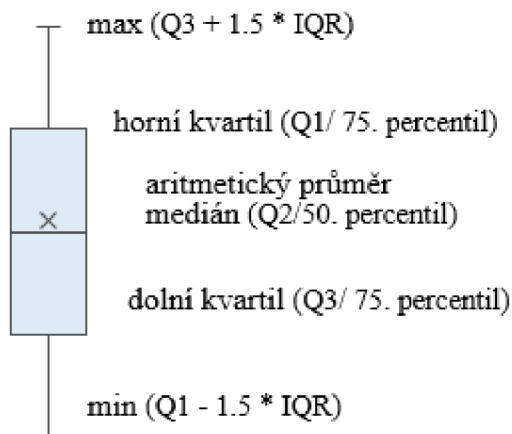 max (Q3 + 1.5 * IQR)
horní kvartil (Q1/ 75. percentil)
aritmetický průměr
medián (Q2/50. percentil)
dolní kvartil (Q3/ 75. percentil)
min (Q1 - 1.5 * IQR)